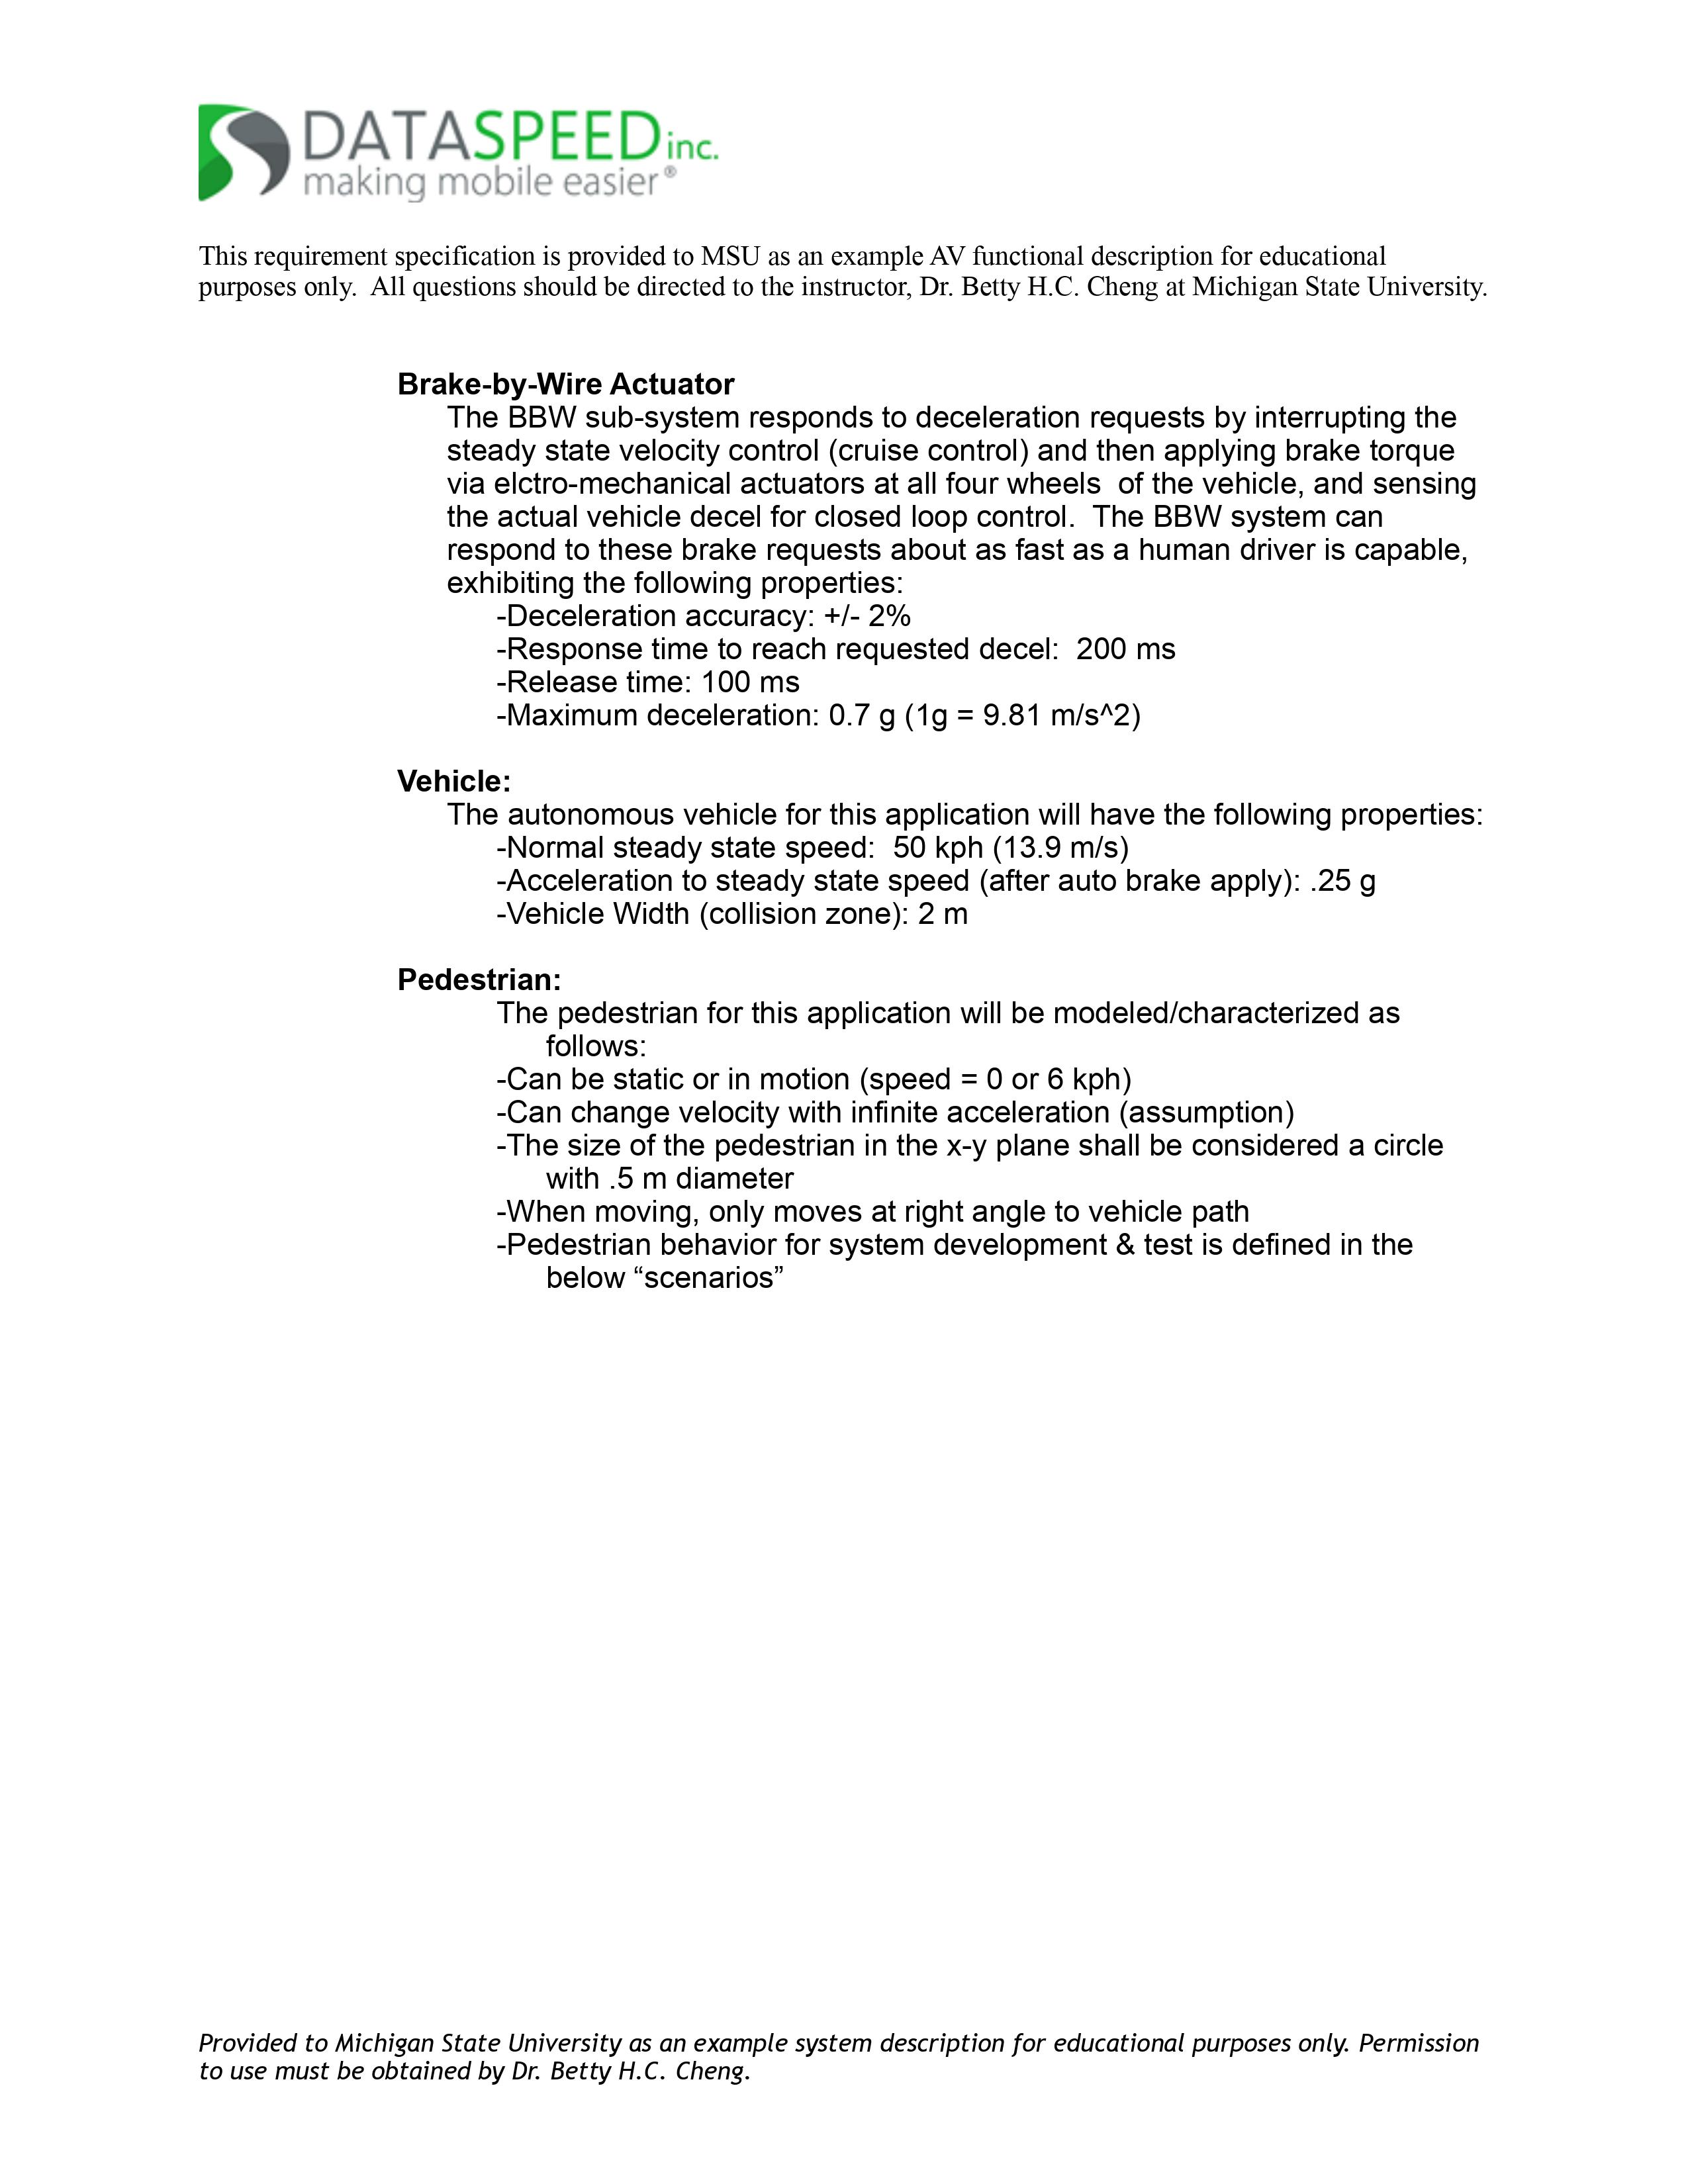 DATASPEED inc.
making mobile easier®
This requirement specification is provided to MSU as an example AV functional description for educational
purposes only.  All questions should be directed to the instructor, Dr. Betty H.C. Cheng at Michigan State University.
Brake-by-Wire Actuator
The BBW sub-system responds to deceleration requests by interrupting the
steady state velocity control (cruise control) and then applying brake torque
via elctro-mechanical actuators at all four wheels  of the vehicle, and sensing
the actual vehicle decel for closed loop control.  The BBW system can
respond to these brake requests about as fast as a human driver is capable,
exhibiting the following properties:
-Deceleration accuracy: +/- 2%
-Response time to reach requested decel:  200 ms
-Release time: 100 ms
-Maximum deceleration: 0.7 g (1g = 9.81 m/s^2)
Vehicle:
The autonomous vehicle for this application will have the following properties:
-Normal steady state speed:  50 kph (13.9 m/s)
-Acceleration to steady state speed (after auto brake apply): .25 g
-Vehicle Width (collision zone): 2 m
Pedestrian:
The pedestrian for this application will be modeled/characterized as
follows:
-Can be static or in motion (speed = 0 or 6 kph)
-Can change velocity with infinite acceleration (assumption)
-The size of the pedestrian in the x-y plane shall be considered a circle
with .5 m diameter
-When moving, only moves at right angle to vehicle path
-Pedestrian behavior for system development & test is defined in the
below “scenarios”
Provided to Michigan State University as an example system description for educational purposes only. Permission
to use must be obtained by Dr. Betty H.C. Cheng.